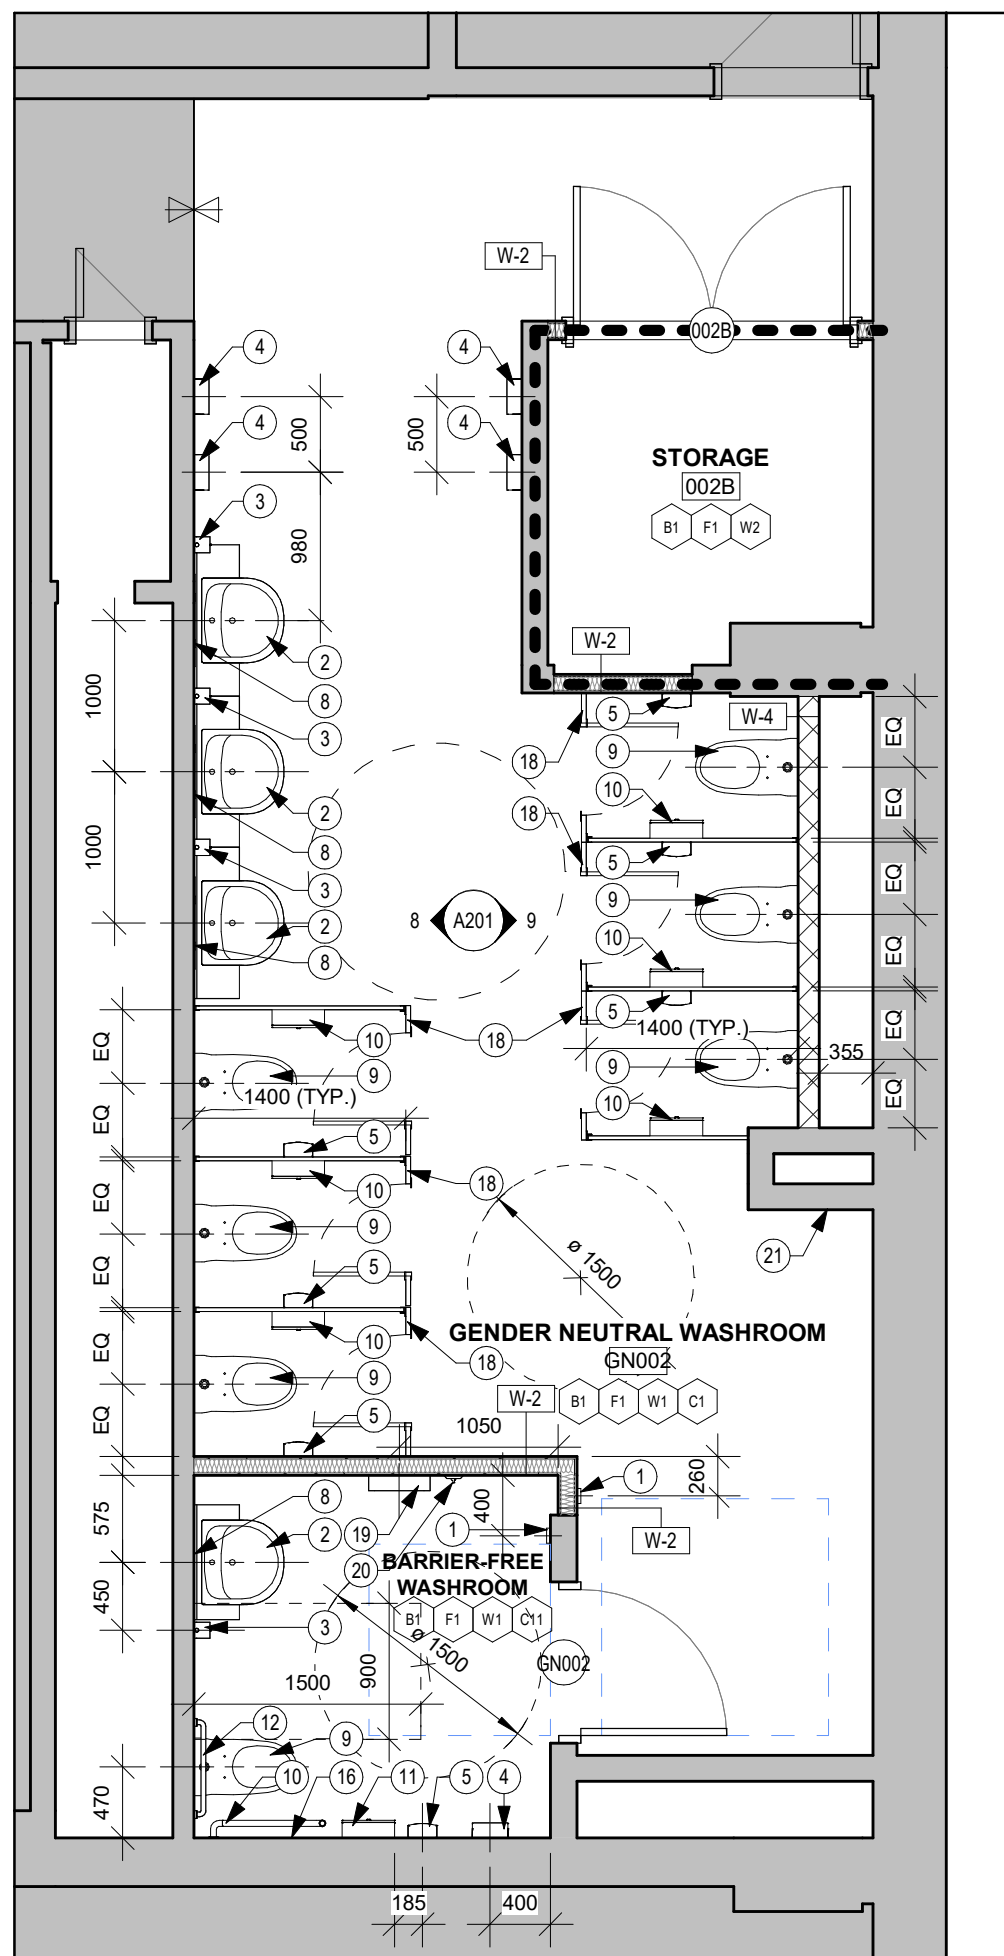 W-2
002B
4
4
4
4
500
500
STORAGE
002B
B1 F1 W2
3
980
W-2
2
8
1000
3
5
W-4
EQ
18
9
10
18
EQ
2
8
1000
3
5
2
8
8 A201 9
9
EQ
10
EQ
5
18
1400 (TYP.)
10
EQ
9
1400 (TYP.)
EQ
9
355
EQ
10
EQ
5
10
18
EQ
9
21
ø 1500
EQ
5
10
18
GENDER NEUTRAL WASHROOM
GN002
EQ
9
W-2
B1 F1 W1 C1
EQ
5
1050
260
1
575
8
2
19
400
1
W-2
20
BARRIER-FREE
WASHROOM
B1 F1 W1 C11
450
3
ø 1500
GN002
1500
900
12
9
10
16
11
5
4
470
185
400